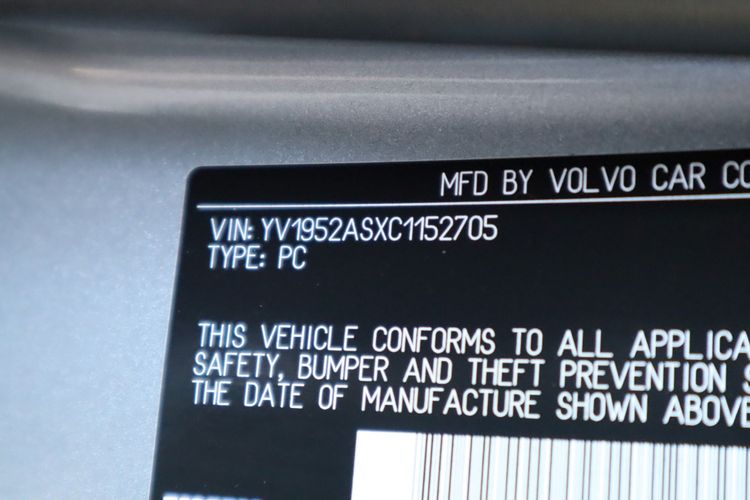 MFD BY VOLVO CAR CO
VIN: YV1952ASXC1152705
TYPE: PC
THIS VEHICLE CONFORMS TO ALL APPLICA
SAFETY, BUMPER AND THEFT PREVENTION S
THE DATE OF MANUFACTURE SHOWN ABOVE